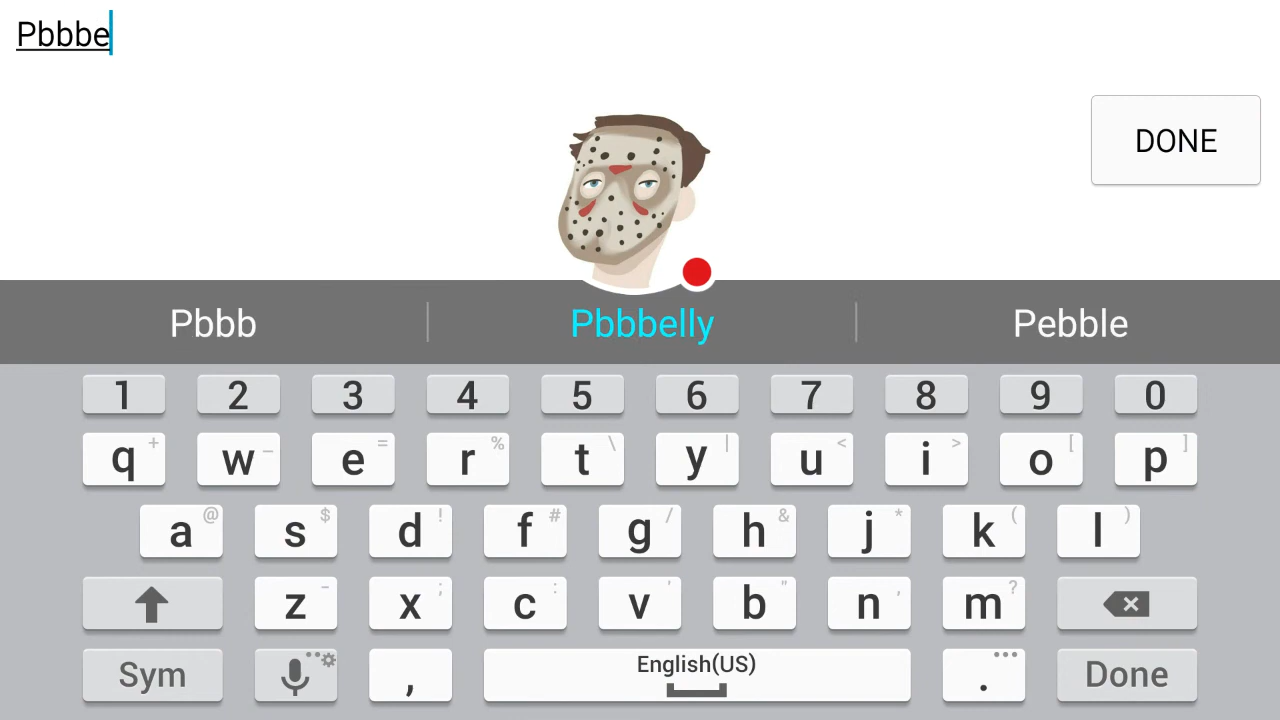 Pbbbe
DONE
Pbbb Pbbbelly Pebble
1 2 3 4 5 6 7 8 9 0
q + w – e = r % t \ y | u < i > o [ p ]
a @ s $ d ! f # g / h & j * k ( l )
z - x ; c : v ' b " n , m ?
Sym , English(US) . Done